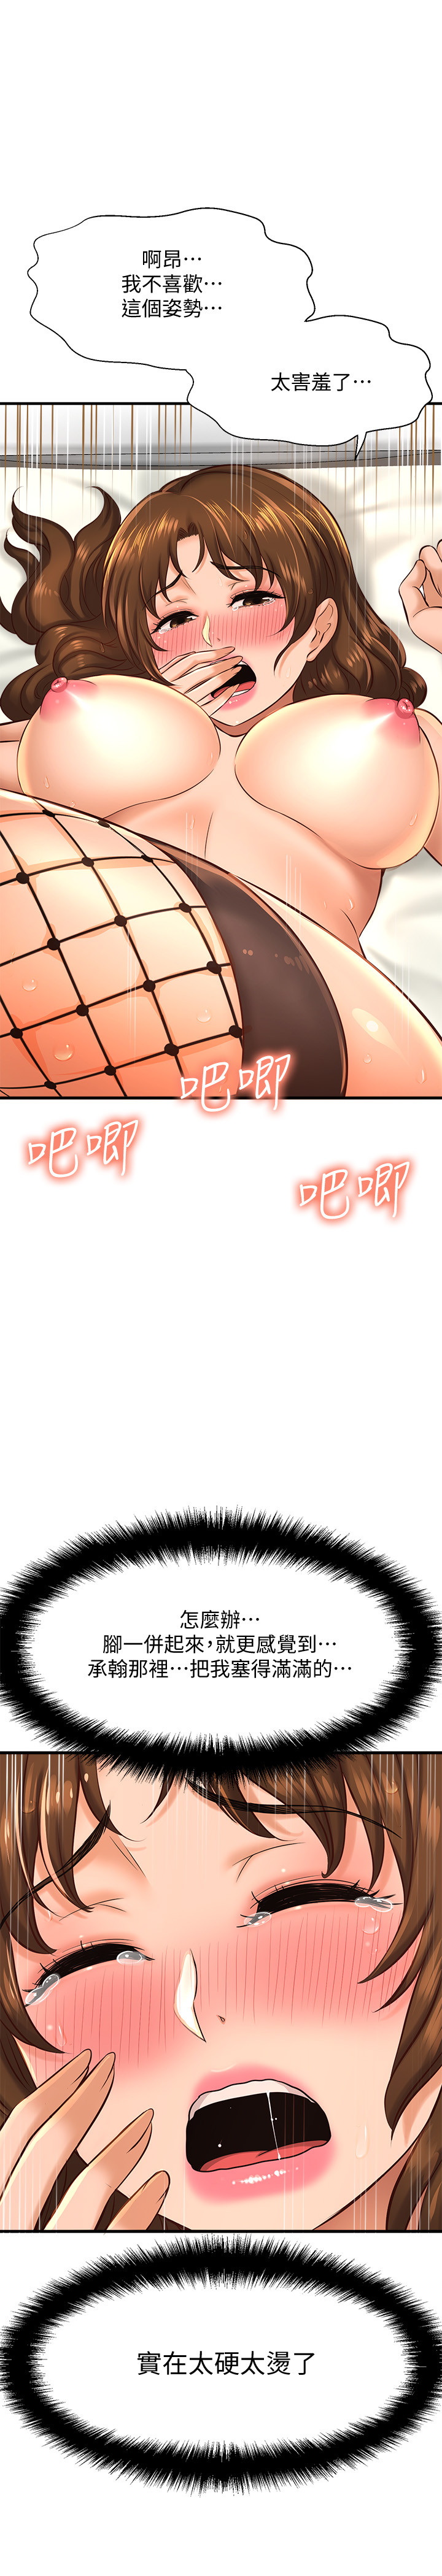 啊昂⋯
我不喜歡⋯
這個姿勢⋯
太害羞了⋯
吧唧
吧唧
吧唧
怎麼辦⋯
腳一併起來，就更感覺到⋯
承翰那裡⋯把我塞得滿滿的⋯
實在太硬太燙了